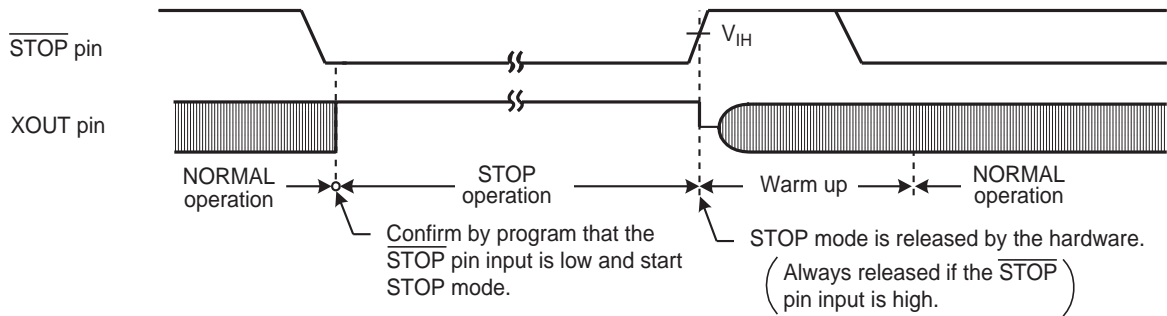 STOP pin
VIH
XOUT pin
NORMAL
operation
STOP
operation
Warm up
NORMAL
operation
Confirm by program that the
STOP pin input is low and start
STOP mode.
STOP mode is released by the hardware.
(Always released if the STOP
pin input is high.)